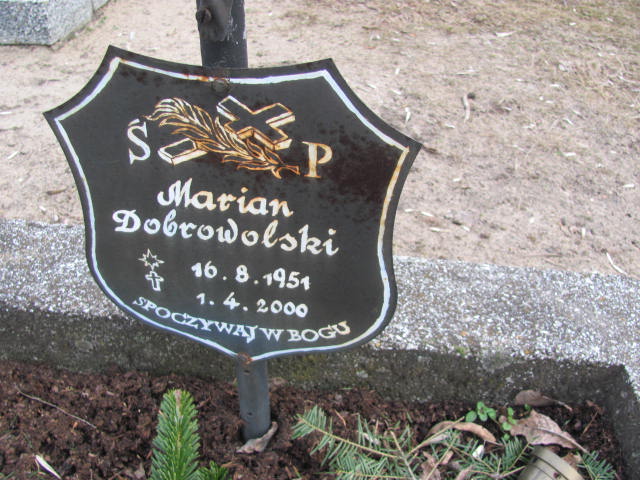 Ś P
Marian
Dobrowolski
16.8.1951
1.4.2000
SPOCZYWAJ W BOGU